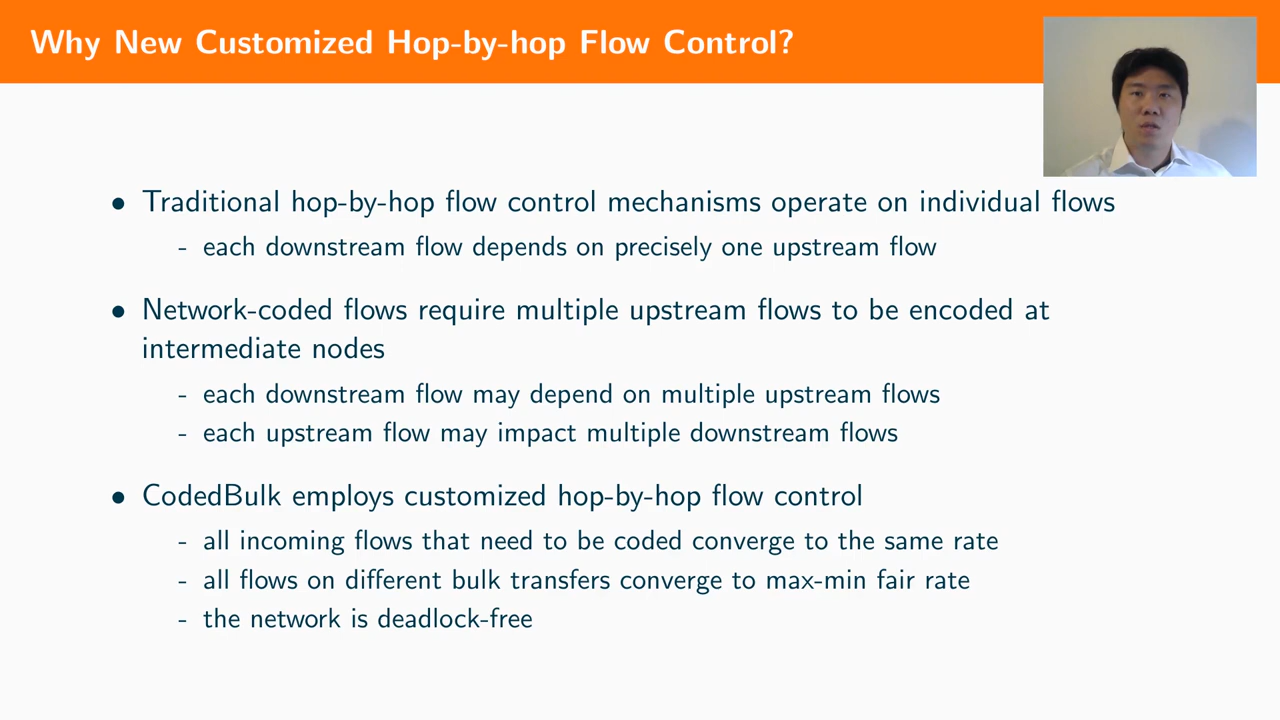 Why New Customized Hop-by-hop Flow Control?
• Traditional hop-by-hop flow control mechanisms operate on individual flows
- each downstream flow depends on precisely one upstream flow
• Network-coded flows require multiple upstream flows to be encoded at
intermediate nodes
- each downstream flow may depend on multiple upstream flows
- each upstream flow may impact multiple downstream flows
• CodedBulk employs customized hop-by-hop flow control
- all incoming flows that need to be coded converge to the same rate
- all flows on different bulk transfers converge to max-min fair rate
- the network is deadlock-free